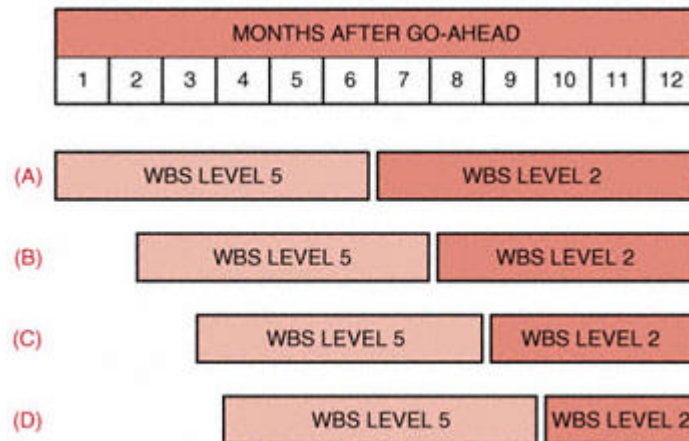 MONTHS AFTER GO-AHEAD
1 2 3 4 5 6 7 8 9 10 11 12
(A) WBS LEVEL 5 WBS LEVEL 2
(B) WBS LEVEL 5 WBS LEVEL 2
(C) WBS LEVEL 5 WBS LEVEL 2
(D) WBS LEVEL 5 WBS LEVEL 2